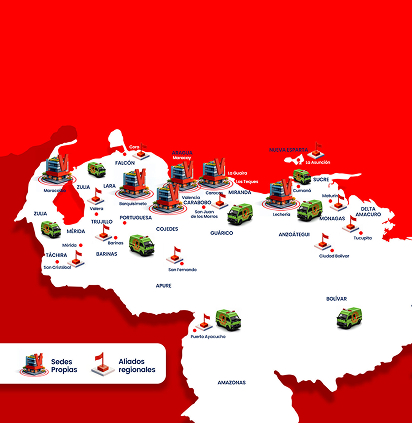 Coro
FALCÓN
ARAGUA
Maracay
NUEVA ESPARTA
La Asunción
La Guaira
Caracas
Los Teques
MIRANDA
Maracaibo
ZULIA
LARA
Barquisimeto
Valencia
CARABOBO
San Juan
de los Morros
Lechería
Cumaná
SUCRE
Maturín
MONAGAS
DELTA
AMACURO
Tucupita
ZULIA
Valera
TRUJILLO
PORTUGUESA
COJEDES
GUÁRICO
ANZOÁTEGUI
MÉRIDA
Mérida
Barinas
BARINAS
TÁCHIRA
San Cristóbal
San Fernando
Ciudad Bolívar
APURE
BOLÍVAR
Puerto Ayacucho
AMAZONAS
Sedes
Propias
Aliados
regionales